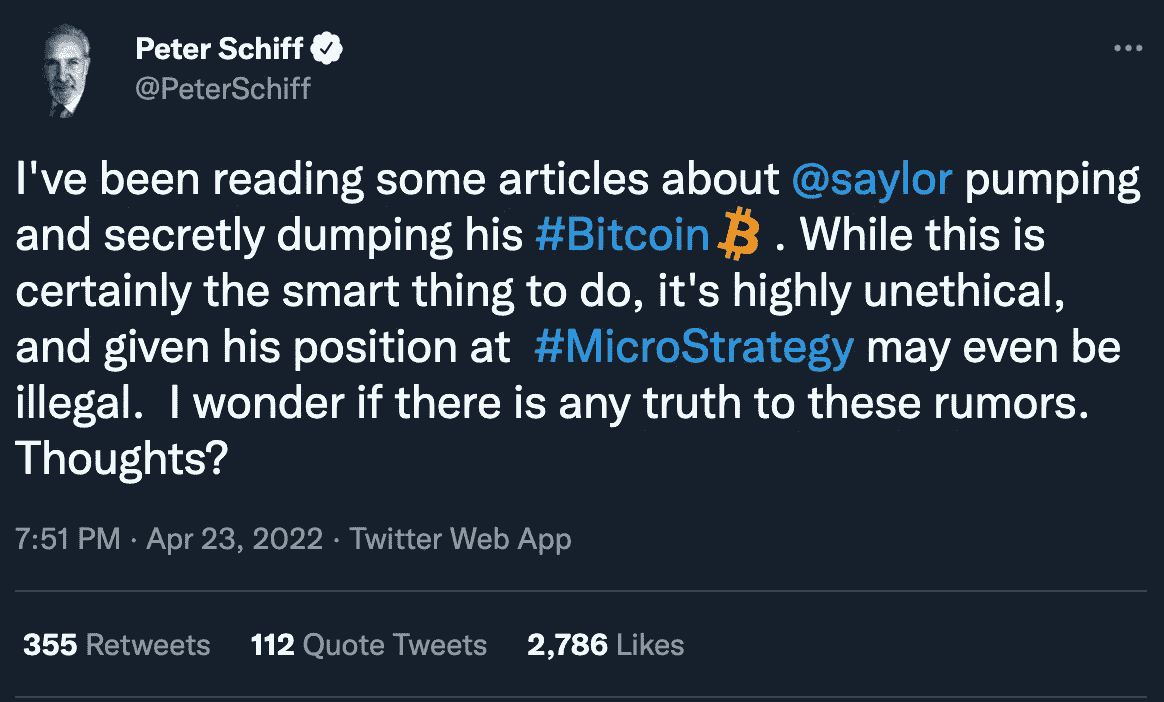 Peter Schiff
@PeterSchiff
I've been reading some articles about @saylor pumping
and secretly dumping his #Bitcoin . While this is
certainly the smart thing to do, it's highly unethical,
and given his position at  #MicroStrategy may even be
illegal.  I wonder if there is any truth to these rumors.
Thoughts?
7:51 PM · Apr 23, 2022 · Twitter Web App
355 Retweets 112 Quote Tweets 2,786 Likes